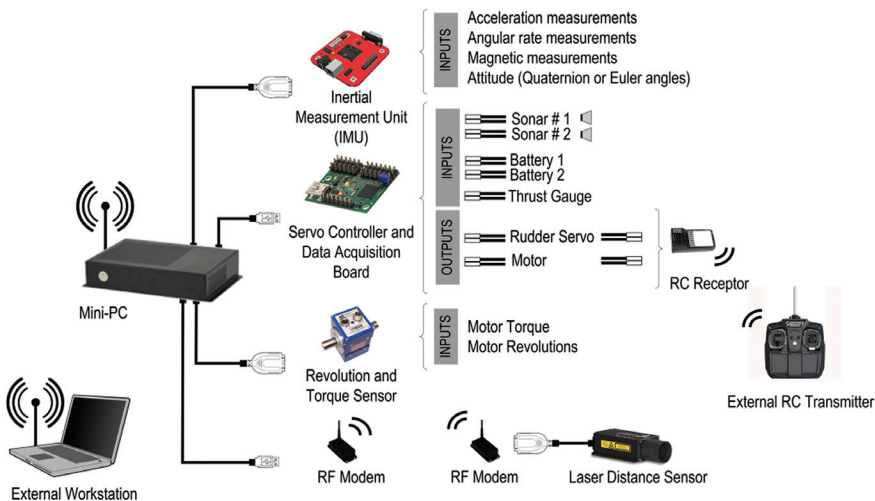 INPUTS
Acceleration measurements
Angular rate measurements
Magnetic measurements
Attitude (Quaternion or Euler angles)
Inertial
Measurement Unit
(IMU)
INPUTS
Sonar # 1
Sonar # 2
Battery 1
Battery 2
Thrust Gauge
Servo Controller and
Data Acquisition
Board
OUTPUTS
Rudder Servo
Motor
RC Receptor
Mini-PC
INPUTS
Motor Torque
Motor Revolutions
Revolution and
Torque Sensor
External RC Transmitter
RF Modem
RF Modem
Laser Distance Sensor
External Workstation